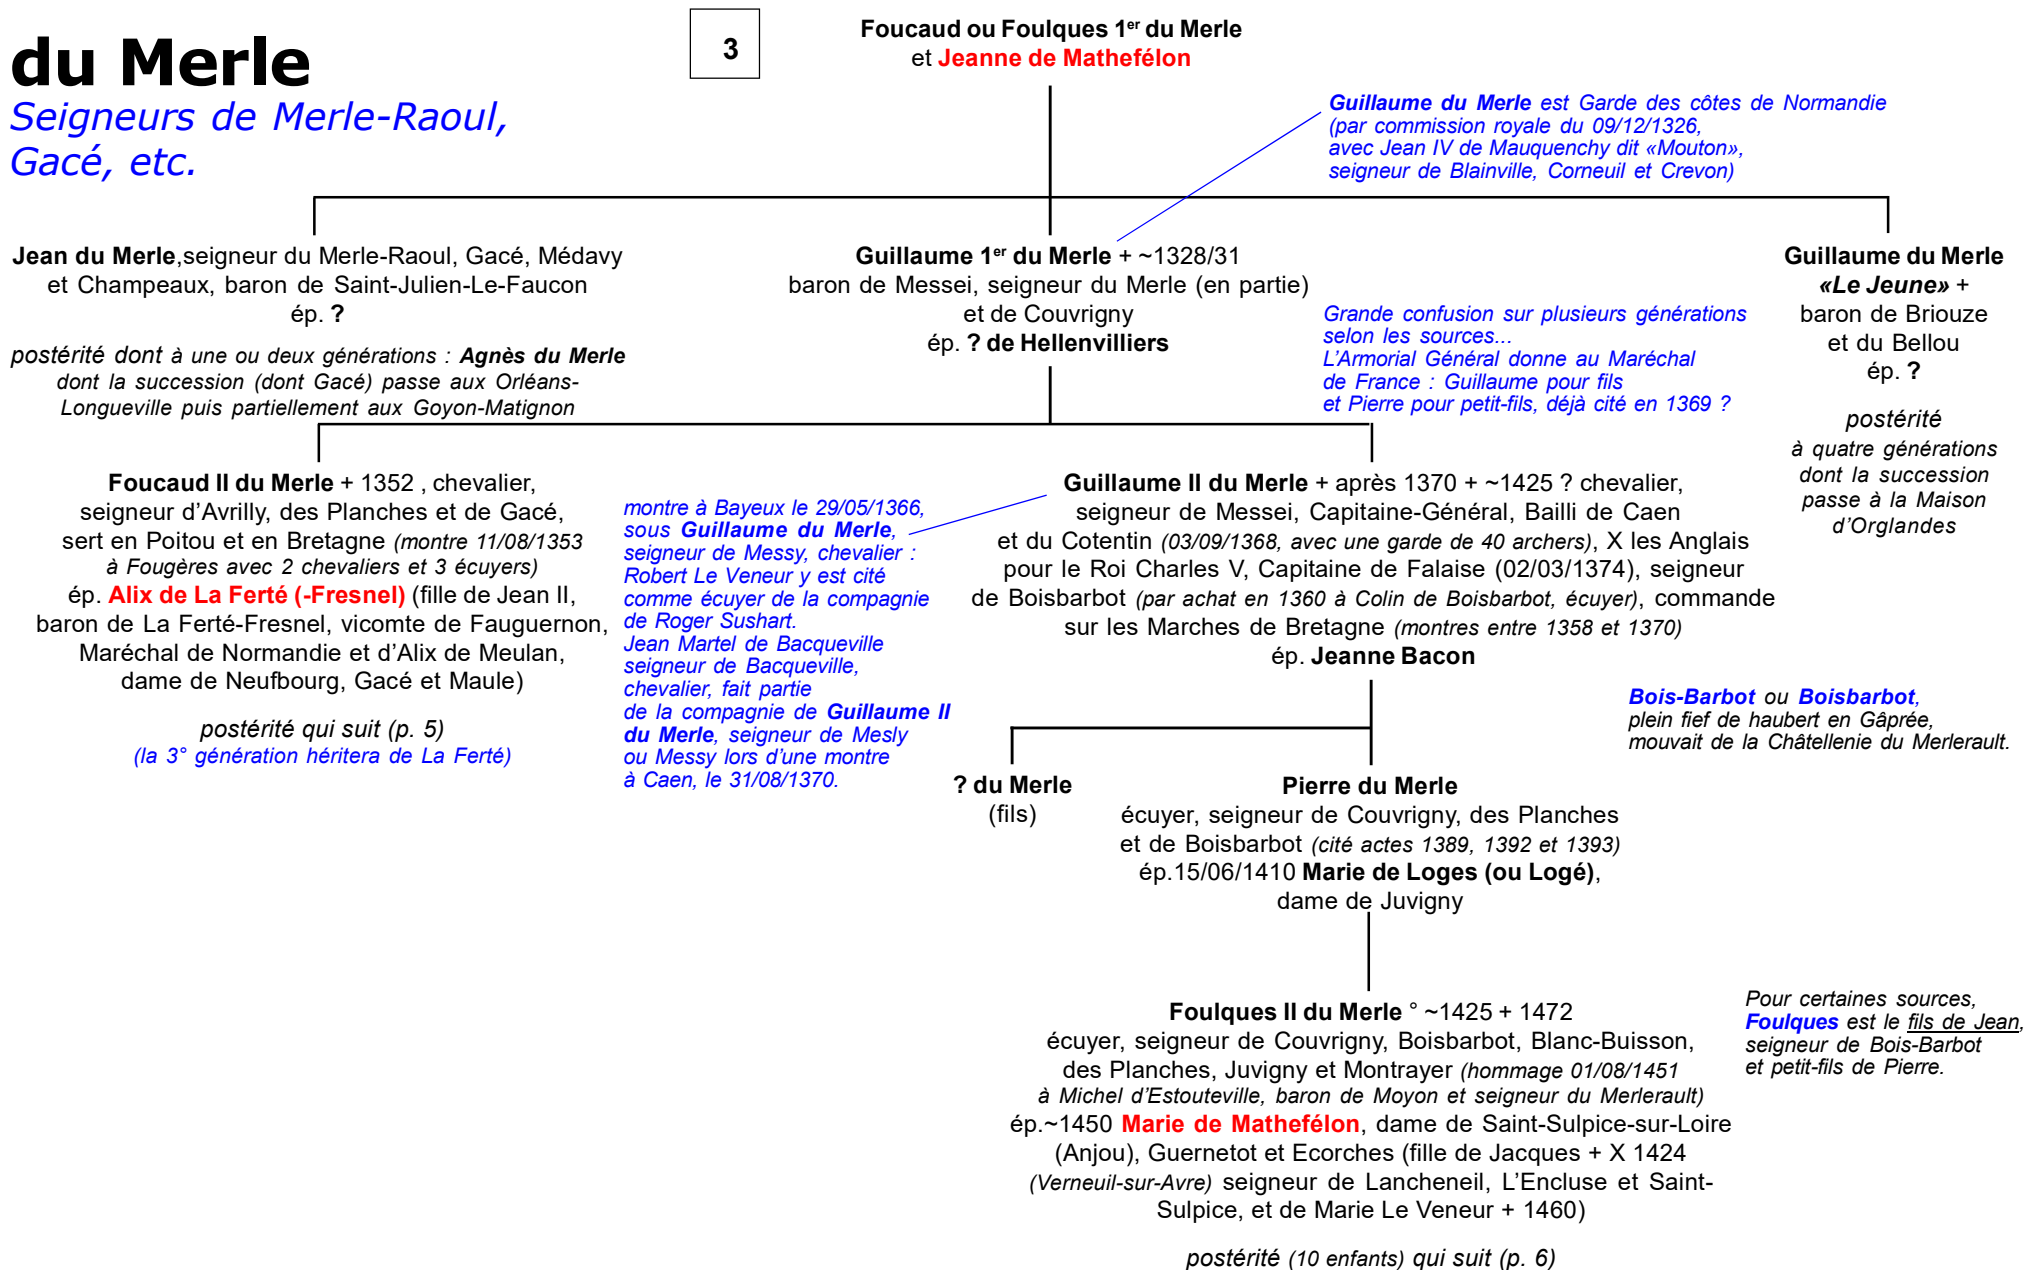 du Merle
Seigneurs de Merle-Raoul,
Gacé, etc.
3
Foucaud ou Foulques 1er du Merle
et Jeanne de Mathefélon
Guillaume du Merle est Garde des côtes de Normandie
(par commission royale du 09/12/1326,
avec Jean IV de Mauquenchy dit «Mouton»,
seigneur de Blainville, Corneuil et Crevon)
Jean du Merle,seigneur du Merle-Raoul, Gacé, Médavy
et Champeaux, baron de Saint-Julien-Le-Faucon
ép. ?
postérité dont à une ou deux générations : Agnès du Merle
dont la succession (dont Gacé) passe aux Orléans-
Longueville puis partiellement aux Goyon-Matignon
Guillaume 1er du Merle + ~1328/31
baron de Messei, seigneur du Merle (en partie)
et de Couvrigny
ép. ? de Hellenvilliers
Grande confusion sur plusieurs générations
selon les sources...
L’Armorial Général donne au Maréchal
de France : Guillaume pour fils
et Pierre pour petit-fils, déjà cité en 1369 ?
Guillaume du Merle
«Le Jeune» +
baron de Briouze
et du Bellou
ép. ?
postérité
à quatre générations
dont la succession
passe à la Maison
d’Orglandes
Foucaud II du Merle + 1352 , chevalier,
seigneur d’Avrilly, des Planches et de Gacé,
sert en Poitou et en Bretagne (montre 11/08/1353
à Fougères avec 2 chevaliers et 3 écuyers)
ép. Alix de La Ferté (-Fresnel) (fille de Jean II,
baron de La Ferté-Fresnel, vicomte de Fauguernon,
Maréchal de Normandie et d’Alix de Meulan,
dame de Neufbourg, Gacé et Maule)
postérité qui suit (p. 5)
(la 3° génération héritera de La Ferté)
montre à Bayeux le 29/05/1366,
sous Guillaume du Merle,
seigneur de Messy, chevalier :
Robert Le Veneur y est cité
comme écuyer de la compagnie
de Roger Sushart.
Jean Martel de Bacqueville
seigneur de Bacqueville,
chevalier, fait partie
de la compagnie de Guillaume II
du Merle, seigneur de Mesly
ou Messy lors d’une montre
à Caen, le 31/08/1370.
Guillaume II du Merle + après 1370 + ~1425 ? chevalier,
seigneur de Messei, Capitaine-Général, Bailli de Caen
et du Cotentin (03/09/1368, avec une garde de 40 archers), X les Anglais
pour le Roi Charles V, Capitaine de Falaise (02/03/1374), seigneur
de Boisbarbot (par achat en 1360 à Colin de Boisbarbot, écuyer), commande
sur les Marches de Bretagne (montres entre 1358 et 1370)
ép. Jeanne Bacon
Bois-Barbot ou Boisbarbot,
plein fief de haubert en Gâprée,
mouvait de la Châtellenie du Merlerault.
? du Merle
(fils)
Pierre du Merle
écuyer, seigneur de Couvrigny, des Planches
et de Boisbarbot (cité actes 1389, 1392 et 1393)
ép.15/06/1410 Marie de Loges (ou Logé),
dame de Juvigny
Foulques II du Merle ° ~1425 + 1472
écuyer, seigneur de Couvrigny, Boisbarbot, Blanc-Buisson,
des Planches, Juvigny et Montrayer (hommage 01/08/1451
à Michel d’Estouteville, baron de Moyon et seigneur du Merlerault)
ép.~1450 Marie de Mathefélon, dame de Saint-Sulpice-sur-Loire
(Anjou), Guernetot et Ecorches (fille de Jacques + X 1424
(Verneuil-sur-Avre) seigneur de Lancheneil, L’Encluse et Saint-
Sulpice, et de Marie Le Veneur + 1460)
postérité (10 enfants) qui suit (p. 6)
Pour certaines sources,
Foulques est le fils de Jean,
seigneur de Bois-Barbot
et petit-fils de Pierre.